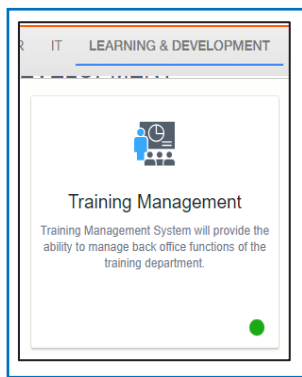 IT LEARNING & DEVELOPMENT
DEVELOPMENT
Training Management
Training Management System will provide the
ability to manage back office functions of the
training department.